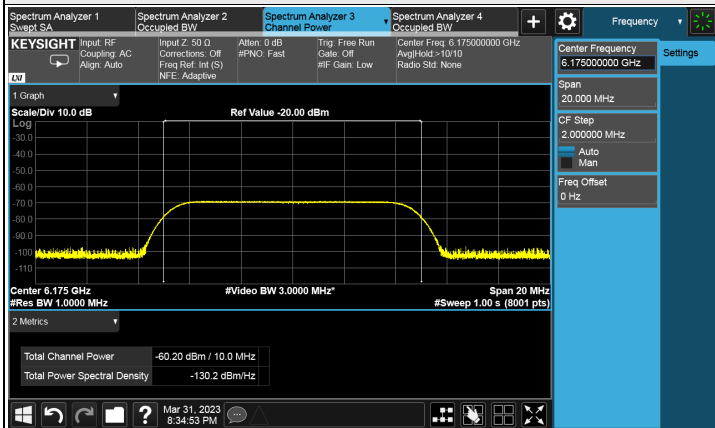 Spectrum Analyzer 1
Swept SA
Spectrum Analyzer 2
Occupied BW
Spectrum Analyzer 3
Channel Power
Spectrum Analyzer 4
Occupied BW
+
Frequency
KEYSIGHT
LXI
Input: RF
Coupling: AC
Align: Auto
Input Z: 50 Ω
Corrections: Off
Freq Ref: Int (S)
NFE: Adaptive
Atten: 0 dB
#PNO: Fast
Trig: Free Run
Gate: Off
#IF Gain: Low
Center Freq: 6.175000000 GHz
Avg|Hold:>10/10
Radio Std: None
Center Frequency
6.175000000 GHz
Settings
Span
20.000 MHz
CF Step
2.000000 MHz
Auto
Man
Freq Offset
0 Hz
1 Graph
Scale/Div 10.0 dB
Ref Value -20.00 dBm
Log
-30.0
-40.0
-50.0
-60.0
-70.0
-80.0
-90.0
-100
-110
Center 6.175 GHz
#Video BW 3.0000 MHz*
Span 20 MHz
#Res BW 1.0000 MHz
#Sweep 1.00 s (8001 pts)
2 Metrics
Total Channel Power -60.20 dBm / 10.0 MHz
Total Power Spectral Density -130.2 dBm/Hz
?
Mar 31, 2023
8:34:53 PM